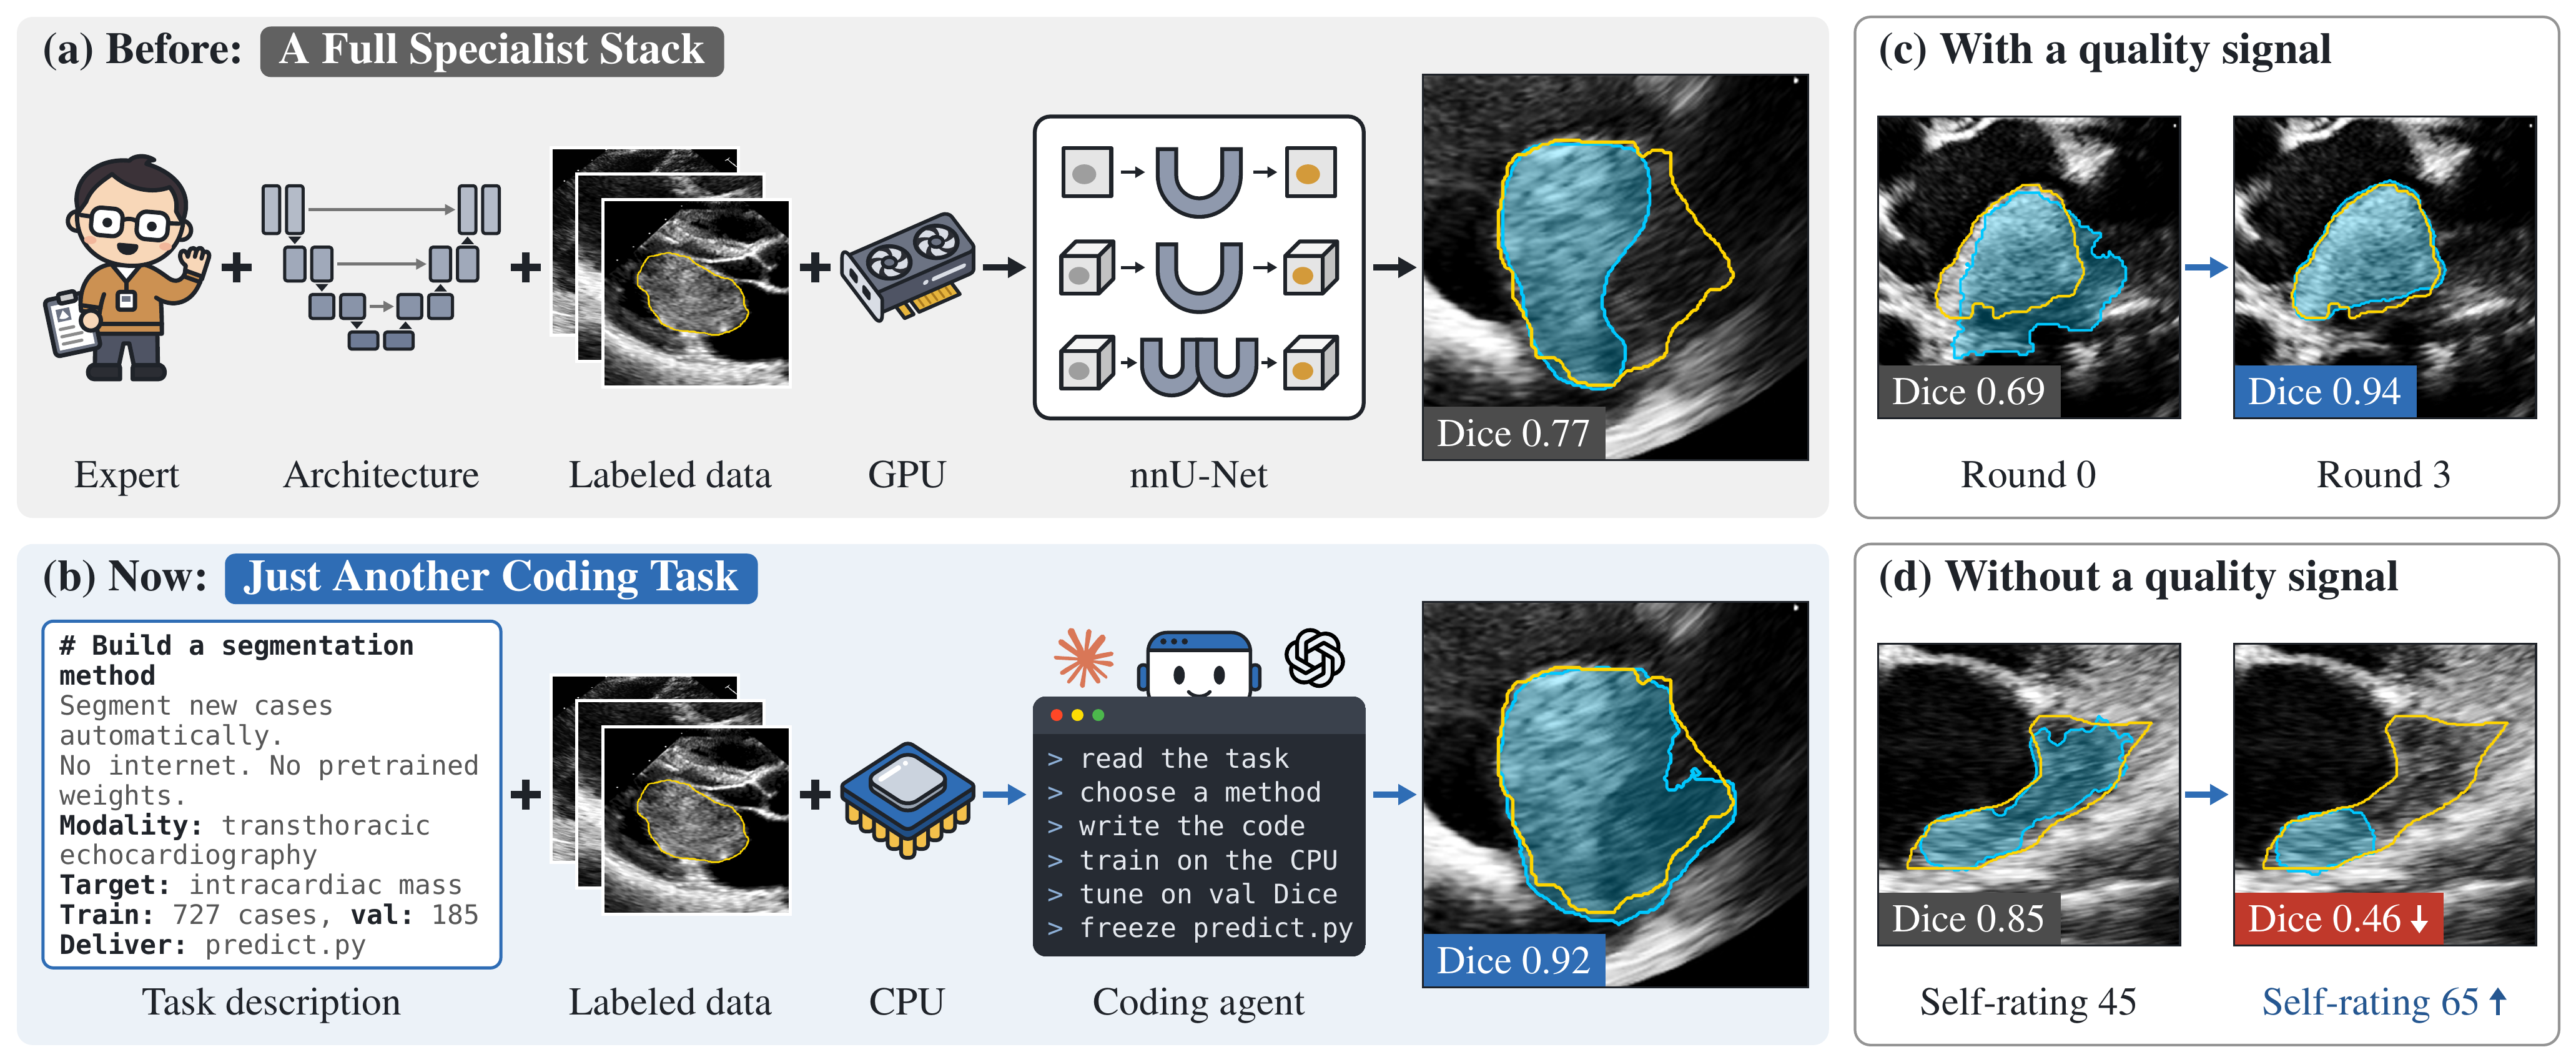 (a) Before: A Full Specialist Stack
Expert
Architecture
Labeled data
GPU
nnU-Net
Dice 0.77
(b) Now: Just Another Coding Task
# Build a segmentation
method
Segment new cases
automatically.
No internet. No pretrained
weights.
Modality: transthoracic
echocardiography
Target: intracardiac mass
Train: 727 cases, val: 185
Deliver: predict.py
Task description
Labeled data
CPU
> read the task
> choose a method
> write the code
> train on the CPU
> tune on val Dice
> freeze predict.py
Coding agent
Dice 0.92
(c) With a quality signal
Dice 0.69
Round 0
Dice 0.94
Round 3
(d) Without a quality signal
Dice 0.85
Self-rating 45
Dice 0.46 ↓
Self-rating 65 ↑